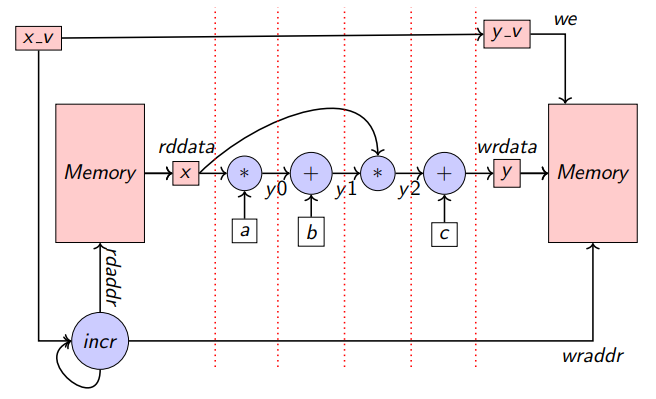 we
x_v
y_v
rddata
wrdata
Memory
x
*
+
*
+
y
Memory
y0
y1
y2
a
b
c
rdaddr
incr
wraddr